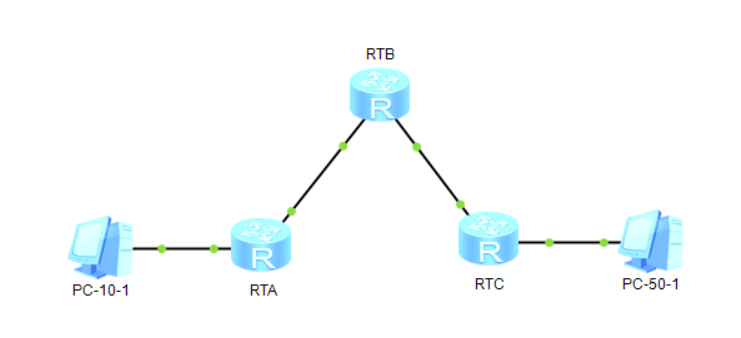 RTB
R
R
R
PC-10-1
RTA
RTC
PC-50-1